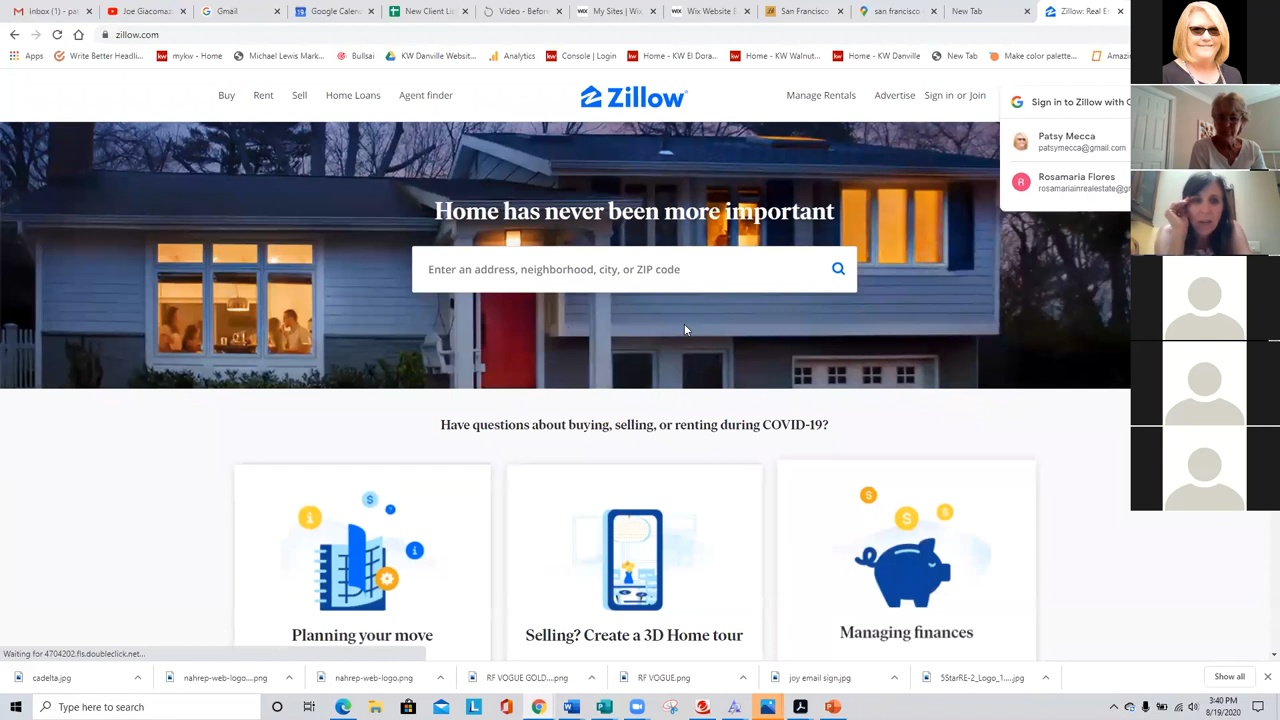 Inbox (1) - pat
Joe Giacomaz
Gmail
Google Calen
New Client Li
Video - Before
My Sites | Wix
Wix Website E
San Francisco
san francisco
New Tab
Zillow: Real E
zillow.com
Apps
Write Better Headli...
mykw - Home
Michael Lewis Mark...
Bullsai
KW Danville Websit...
Analytics
Console | Login
Home - KW El Dora...
Home - KW Walnut...
Home - KW Danville
New Tab
Make color palette...
Amazin
Buy
Rent
Sell
Home Loans
Agent finder
Zillow
Manage Rentals
Advertise
Sign in or Join
Sign in to Zillow with G
Patsy Mecca
patsymecca@gmail.com
R
Rosamaria Flores
rosamariainrealestate@gr
Home has never been more important
Enter an address, neighborhood, city, or ZIP code
Have questions about buying, selling, or renting during COVID-19?
Planning your move
Selling? Create a 3D Home tour
Managing finances
Waiting for 4704202.fls.doubleclick.net...
cadelta.jpg
nahrep-web-logo....png
nahrep-web-logo.png
RF VOGUE GOLD....png
RF VOGUE.png
joy email sign.jpg
5StarRE-2_Logo_1....jpg
Show all
Type here to search
3:40 PM
8/19/2020